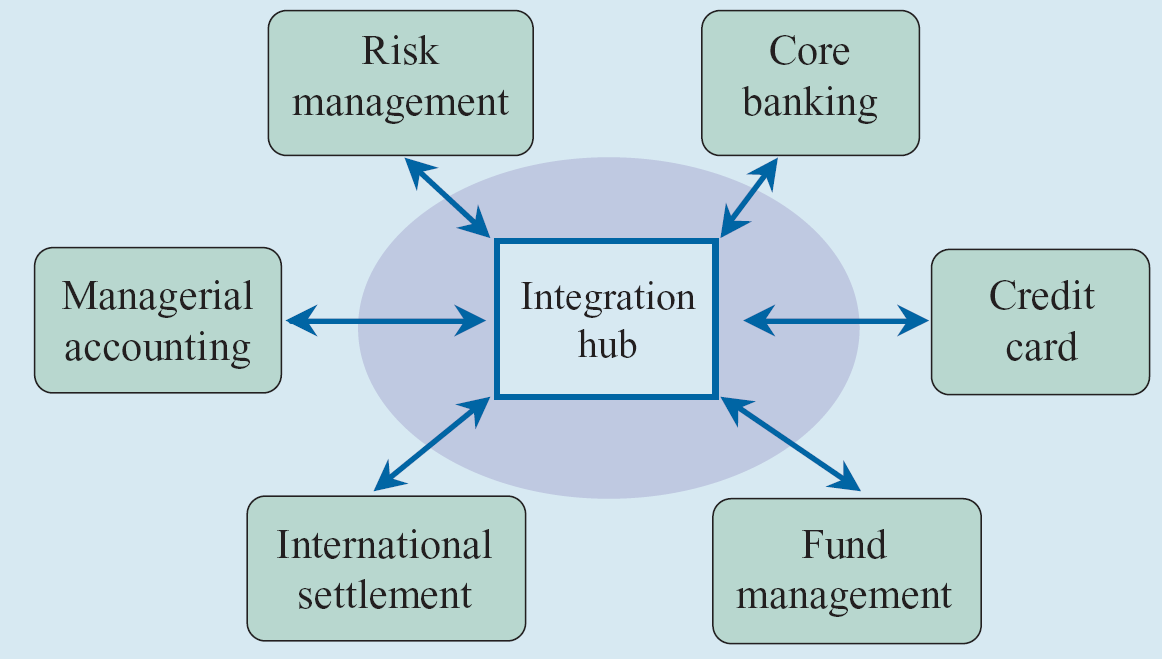 Risk
management
Core
banking
Managerial
accounting
Integration
hub
Credit
card
International
settlement
Fund
management